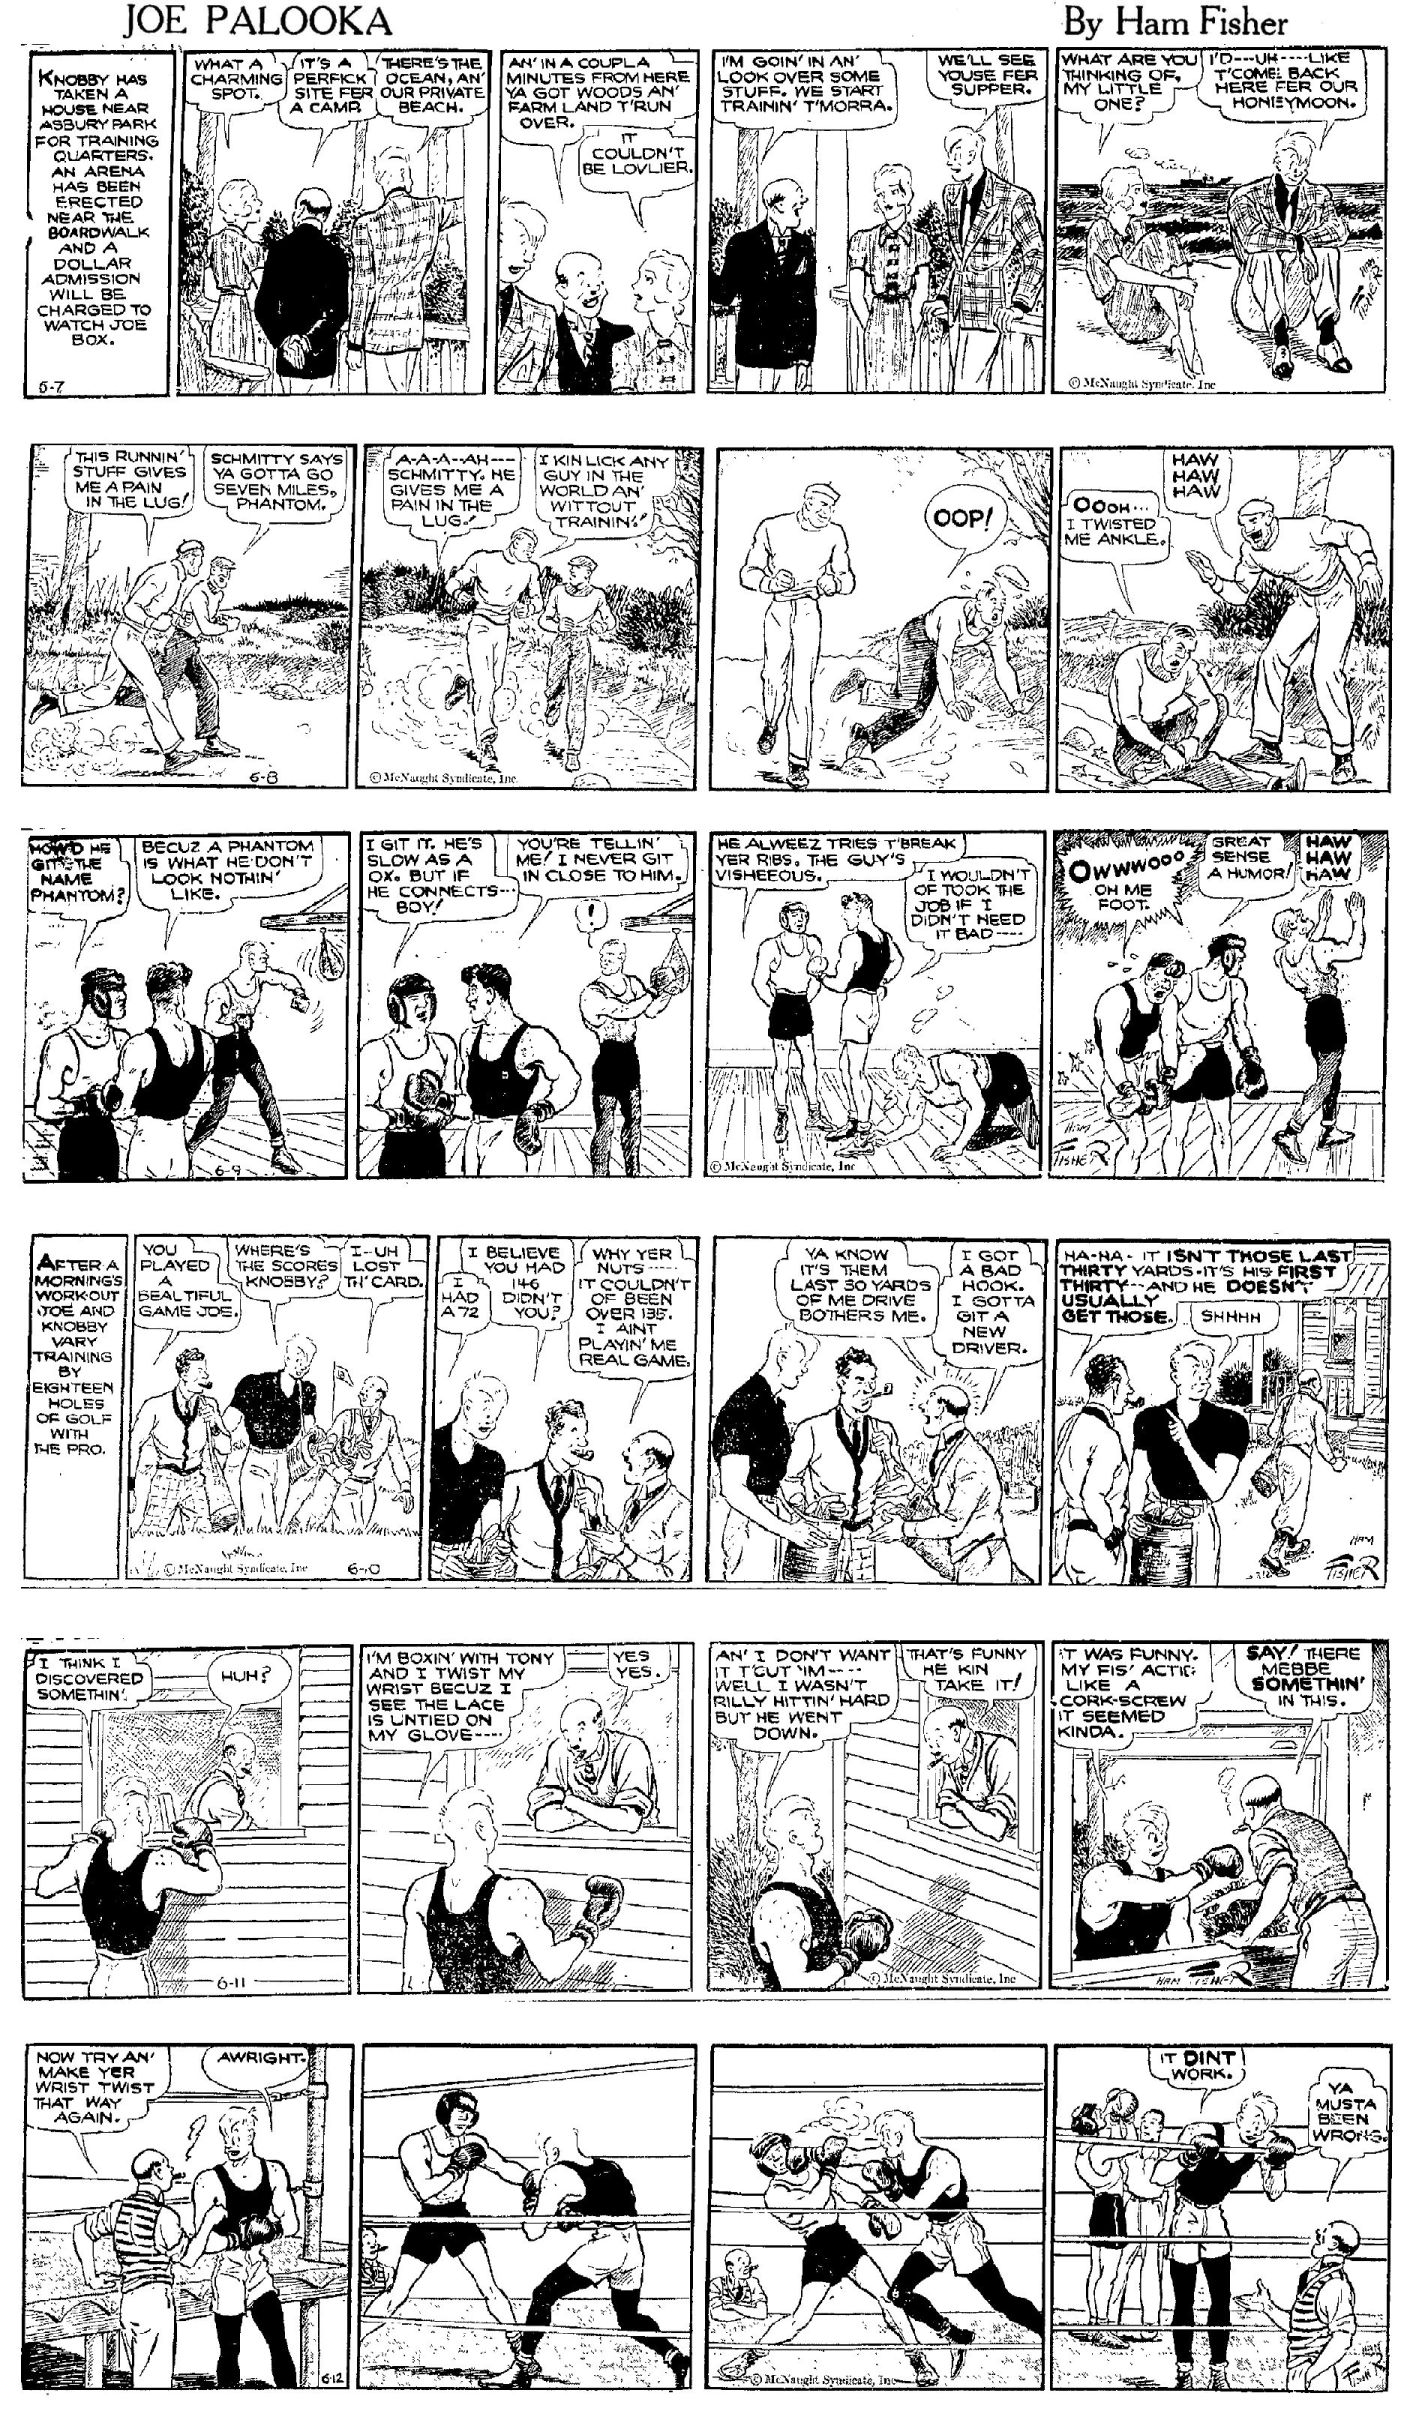 JOE PALOOKA
By Ham Fisher
KNOBBY HAS
TAKEN A
HOUSE NEAR
ASBURY PARK
FOR TRAINING
QUARTERS.
AN ARENA
HAS BEEN
ERECTED
NEAR THE
BOARDWALK
AND A
DOLLAR
ADMISSION
WILL BE
CHARGED TO
WATCH JOE
BOX.
6-7
WHAT A
CHARMING
SPOT.
IT'S A
PERFICK
SITE FER
A CAMP.
THERE'S THE
OCEAN, AN'
OUR PRIVATE
BEACH.
AN' IN A COUPLA
MINUTES FROM HERE
YA GOT WOODS AN'
FARM LAND T'RUN
OVER.
IT
COULDN'T
BE LOVLIER.
I'M GOIN' IN AN'
LOOK OVER SOME
STUFF. WE START
TRAININ' T'MORRA.
WE'LL SEE
YOUSE FER
SUPPER.
WHAT ARE YOU
THINKING OF,
MY LITTLE
ONE?
I'D---UH----LIKE
T'COME BACK
HERE FER OUR
HONEYMOON.
HAM
FISHER
© McNaught Syndicate, Inc
THIS RUNNIN'
STUFF GIVES
ME A PAIN
IN THE LUG!
SCHMITTY SAYS
YA GOTTA GO
SEVEN MILES,
PHANTOM.
6-8
A-A-A--AH---
SCHMITTY. HE
GIVES ME A
PAIN IN THE
LUG!
I KIN LICK ANY
GUY IN THE
WORLD AN'
WITTOUT
TRAININ'!
© McNaught Syndicate, Inc
OOP!
OOOH...
I TWISTED
ME ANKLE.
HAW
HAW
HAW
HOW'D HE
GIT THE
NAME
PHANTOM?
BECUZ A PHANTOM
IS WHAT HE DON'T
LOOK NOTHIN'
LIKE.
6-9
I GIT IT. HE'S
SLOW AS A
OX. BUT IF
HE CONNECTS--
BOY!
YOU'RE TELLIN'
ME! I NEVER GIT
IN CLOSE TO HIM.
!
HE ALWEEZ TRIES T'BREAK
YER RIBS. THE GUY'S
VISHEEOUS.
I WOULDN'T
OF TOOK THE
JOB IF I
DIDN'T NEED
IT BAD----
© McNaught Syndicate, Inc
OWWWOOO
OH ME
FOOT.
GREAT
SENSE
A HUMOR!
HAW
HAW
HAW
HAM
FISHER
AFTER A
MORNING'S
WORKOUT
JOE AND
KNOBBY
VARY
TRAINING
BY
EIGHTEEN
HOLES
OF GOLF
WITH
THE PRO.
YOU
PLAYED
A
BEAUTIFUL
GAME JOE.
WHERE'S
THE SCORES
KNOBBY?
I--UH
LOST
TH' CARD.
© McNaught Syndicate, Inc
6-10
I
HAD
A 72
I BELIEVE
YOU HAD
146
DIDN'T
YOU?
WHY YER
NUTS----
IT COULDN'T
OF BEEN
OVER 135.
I AINT
PLAYIN' ME
REAL GAME.
YA KNOW
IT'S THEM
LAST 30 YARDS
OF ME DRIVE
BOTHERS ME.
I GOT
A BAD
HOOK.
I GOTTA
GIT A
NEW
DRIVER.
HA-HA- IT ISN'T THOSE LAST
THIRTY YARDS-IT'S HIS FIRST
THIRTY--AND HE DOESN'T
USUALLY
GET THOSE.
SHHHH
HAM
FISHER
I THINK I
DISCOVERED
SOMETHIN'.
HUH?
6-11
I'M BOXIN' WITH TONY
AND I TWIST MY
WRIST BECUZ I
SEE THE LACE
IS UNTIED ON
MY GLOVE----
YES
YES.
AN' I DON'T WANT
IT T'CUT 'IM----
WELL I WASN'T
RILLY HITTIN' HARD
BUT HE WENT
DOWN.
THAT'S FUNNY
HE KIN
TAKE IT!
© McNaught Syndicate, Inc
IT WAS FUNNY.
MY FIS' ACTIG
LIKE A
CORK-SCREW
IT SEEMED
KINDA.
SAY! THERE
MEBBE
SOMETHIN'
IN THIS.
HAM FISHER
NOW TRY AN'
MAKE YER
WRIST TWIST
THAT WAY
AGAIN.
AWRIGHT.
6-12
© McNaught Syndicate, Inc
IT DINT
WORK.
YA
MUSTA
BEEN
WRONG.
HAM
FISHER